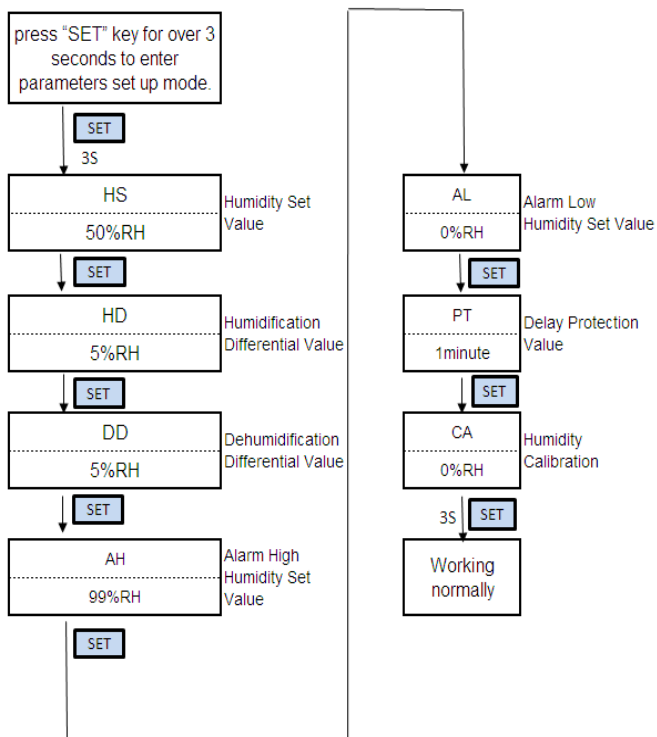 press “SET” key for over 3
seconds to enter
parameters set up mode.
SET
3S
HS
50%RH
Humidity Set
Value
SET
HD
5%RH
Humidification
Differential Value
SET
DD
5%RH
Dehumidification
Differential Value
SET
AH
99%RH
Alarm High
Humidity Set
Value
SET
AL
0%RH
Alarm Low
Humidity Set Value
SET
PT
1minute
Delay Protection
Value
SET
CA
0%RH
Humidity
Calibration
3S
SET
Working
normally